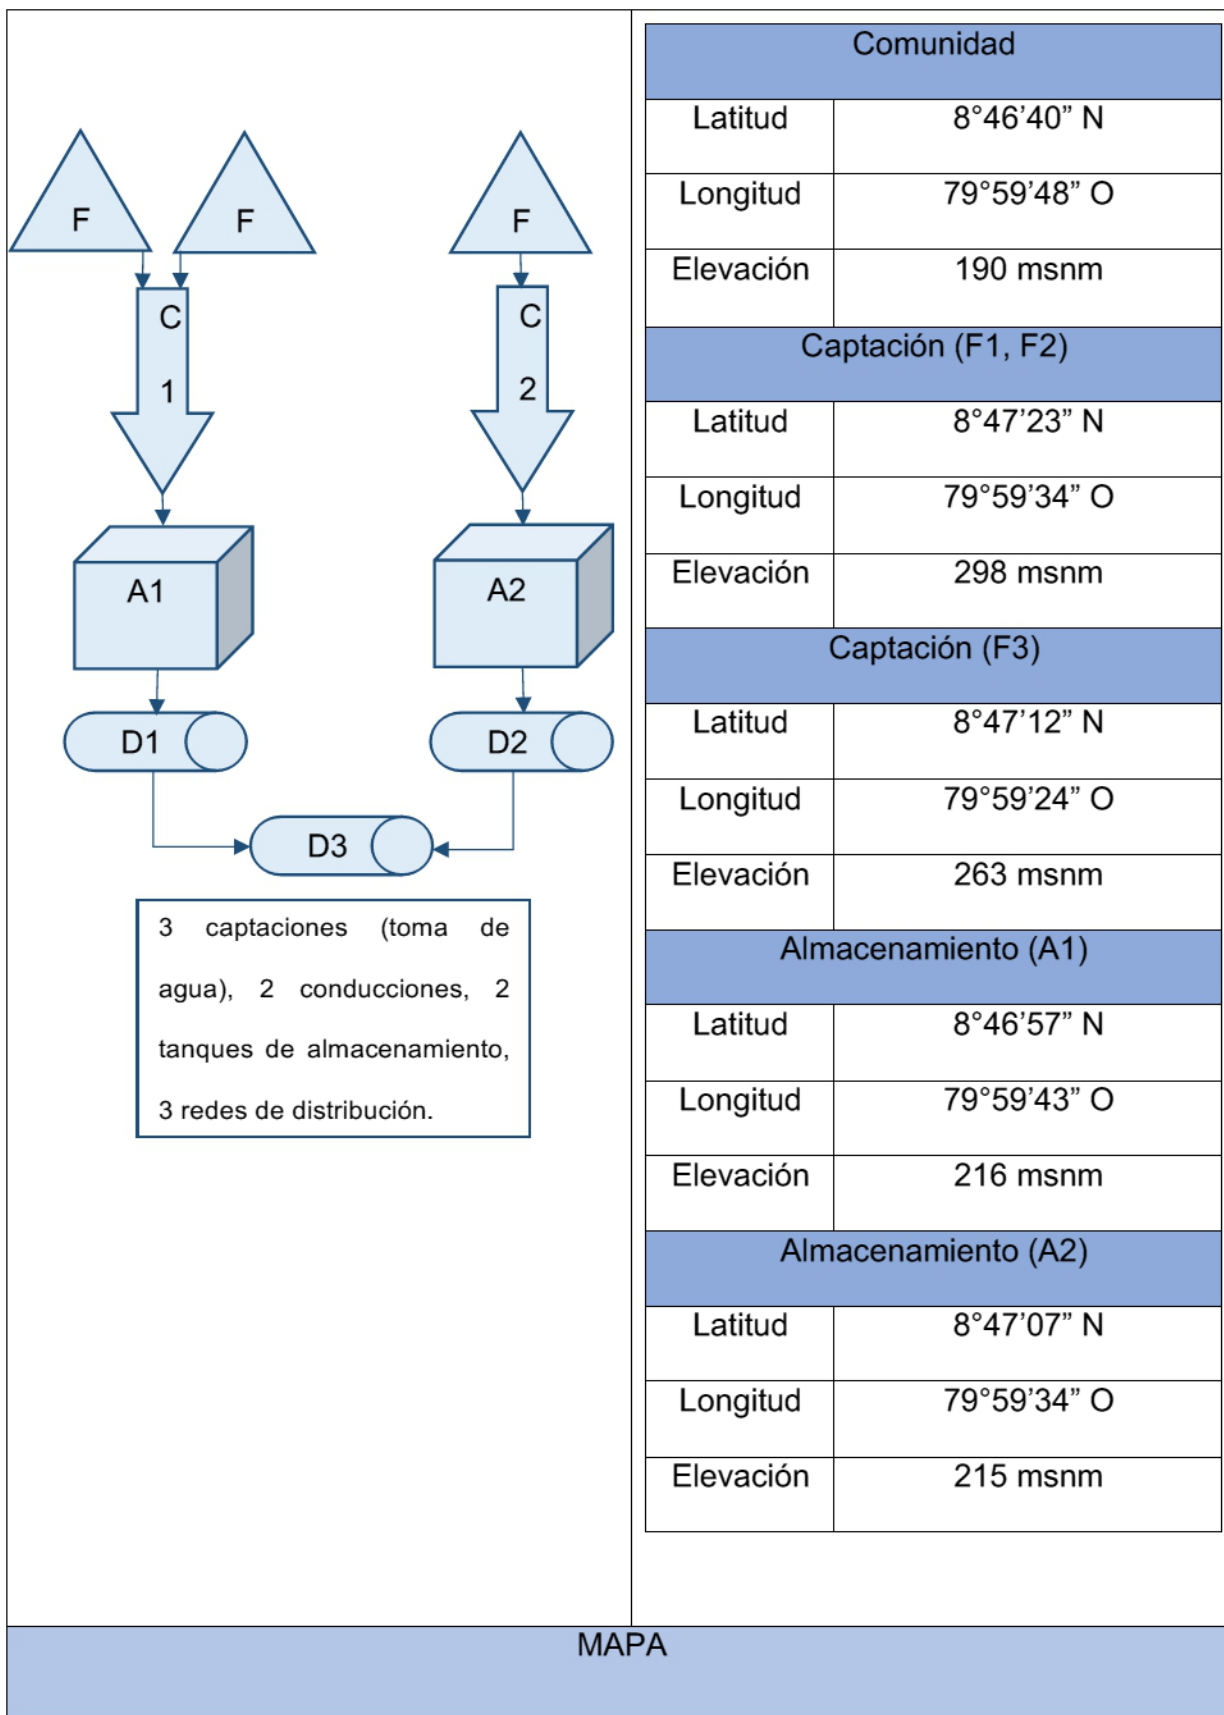 F
F
F
C
1
C
2
A1
A2
D1
D2
D3
3 captaciones (toma de
agua), 2 conducciones, 2
tanques de almacenamiento,
3 redes de distribución.
Comunidad
Latitud 8°46’40” N
Longitud 79°59’48” O
Elevación 190 msnm
Captación (F1, F2)
Latitud 8°47’23” N
Longitud 79°59’34” O
Elevación 298 msnm
Captación (F3)
Latitud 8°47’12” N
Longitud 79°59’24” O
Elevación 263 msnm
Almacenamiento (A1)
Latitud 8°46’57” N
Longitud 79°59’43” O
Elevación 216 msnm
Almacenamiento (A2)
Latitud 8°47’07” N
Longitud 79°59’34” O
Elevación 215 msnm
MAPA